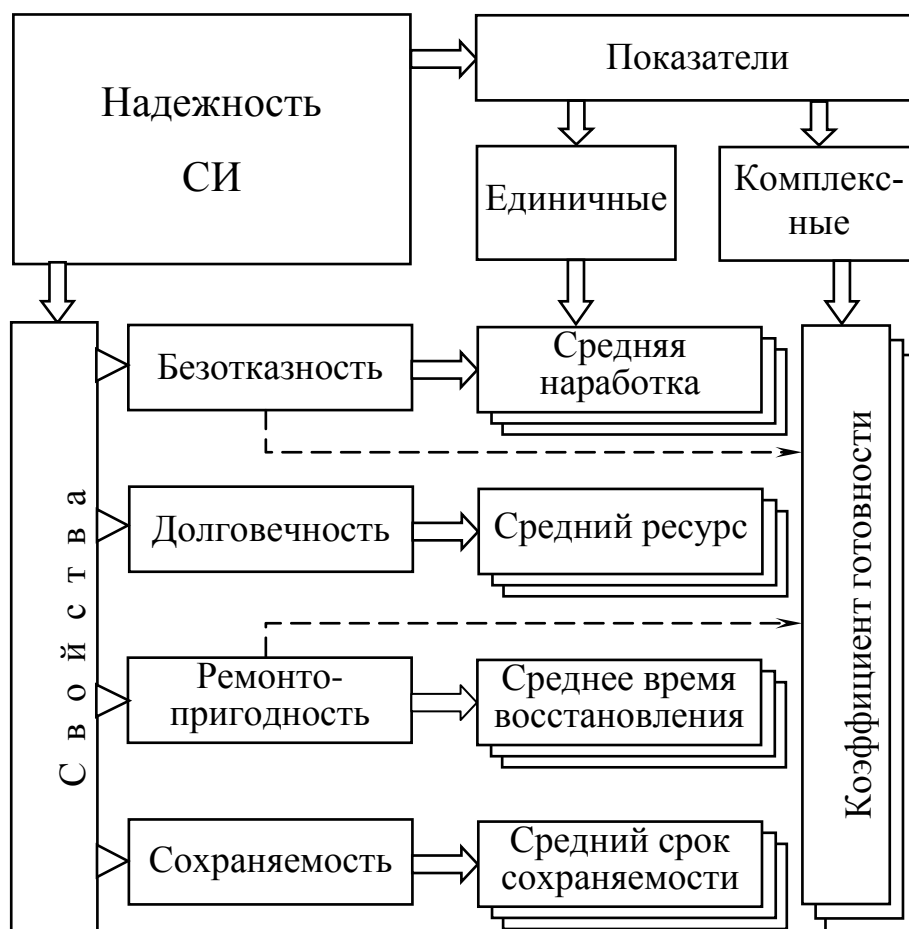 Надежность
СИ
Показатели
Единичные
Комплекс-
ные
Свойства
Безотказность
Средняя
наработка
Долговечность
Средний ресурс
Ремонто-
пригодность
Среднее время
восстановления
Сохраняемость
Средний срок
сохраняемости
Коэффициент готовности